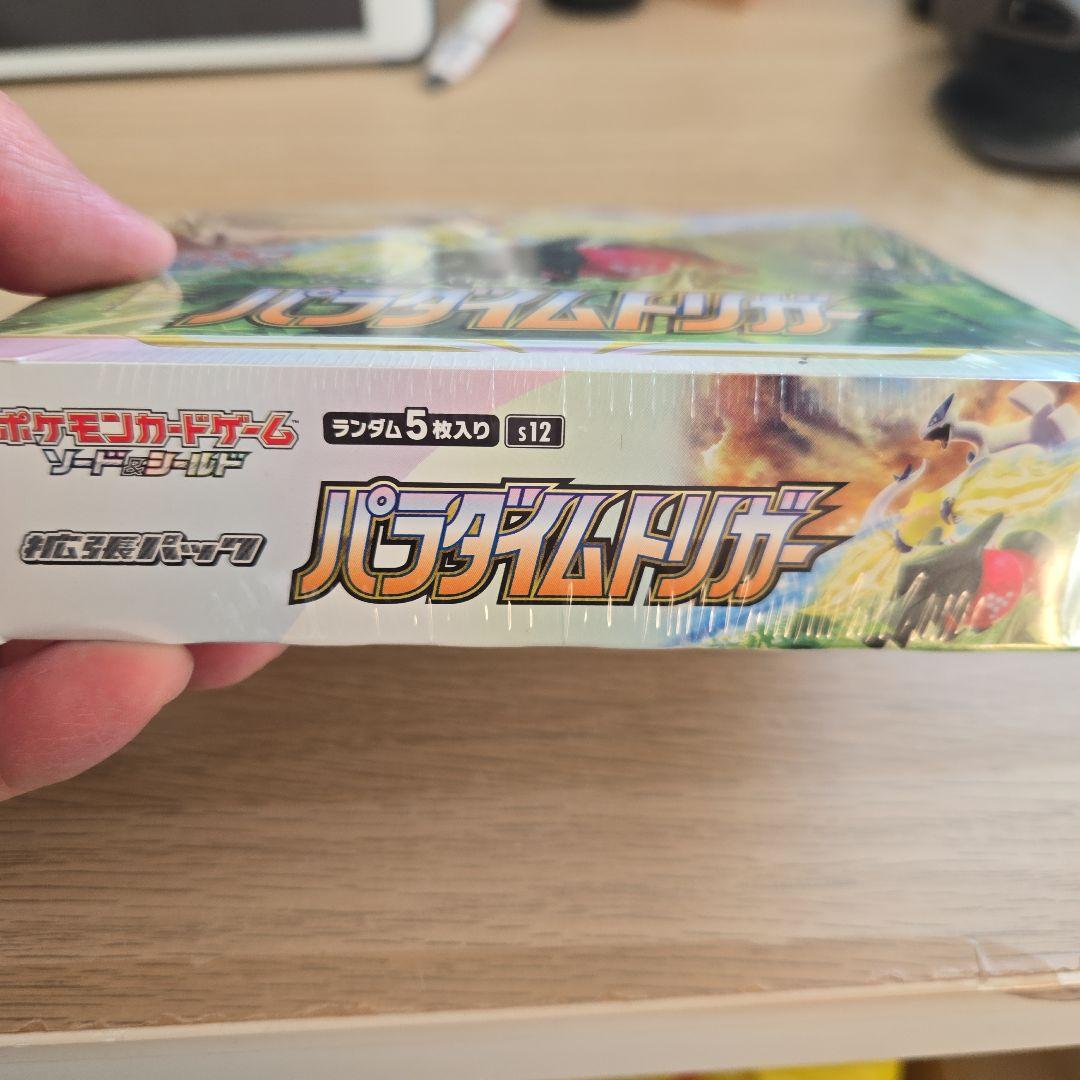 パラダイムトリガー
ポケモンカードゲーム
ソード&シールド
ランダム5枚入り s12
拡張パック
パラダイムトリガー